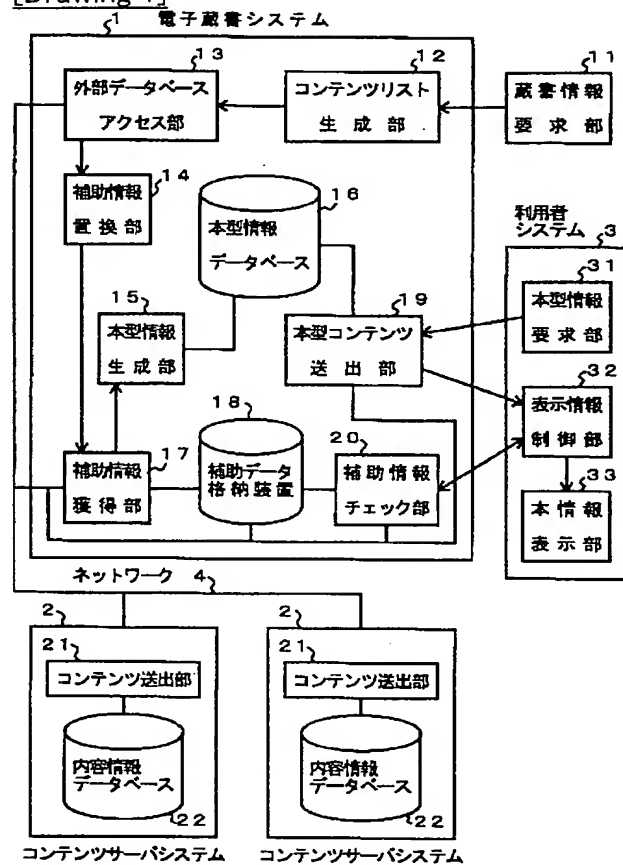 [Drawing 1]
1 電子蔵書システム
13
外部データベース
アクセス部
12
コンテンツリスト
生成部
11
蔵書情報
要求部
14
補助情報
置換部
16
本型情報
データベース
利用者
システム 3
31
本型情報
要求部
15
本型情報
生成部
19
本型コンテンツ
送出部
32
表示情報
制御部
17
補助情報
獲得部
18
補助データ
格納装置
20
補助情報
チェック部
33
本情報
表示部
ネットワーク 4
2
21
コンテンツ送出部
内容情報
データベース
22
コンテンツサーバシステム
2
21
コンテンツ送出部
内容情報
データベース
22
コンテンツサーバシステム